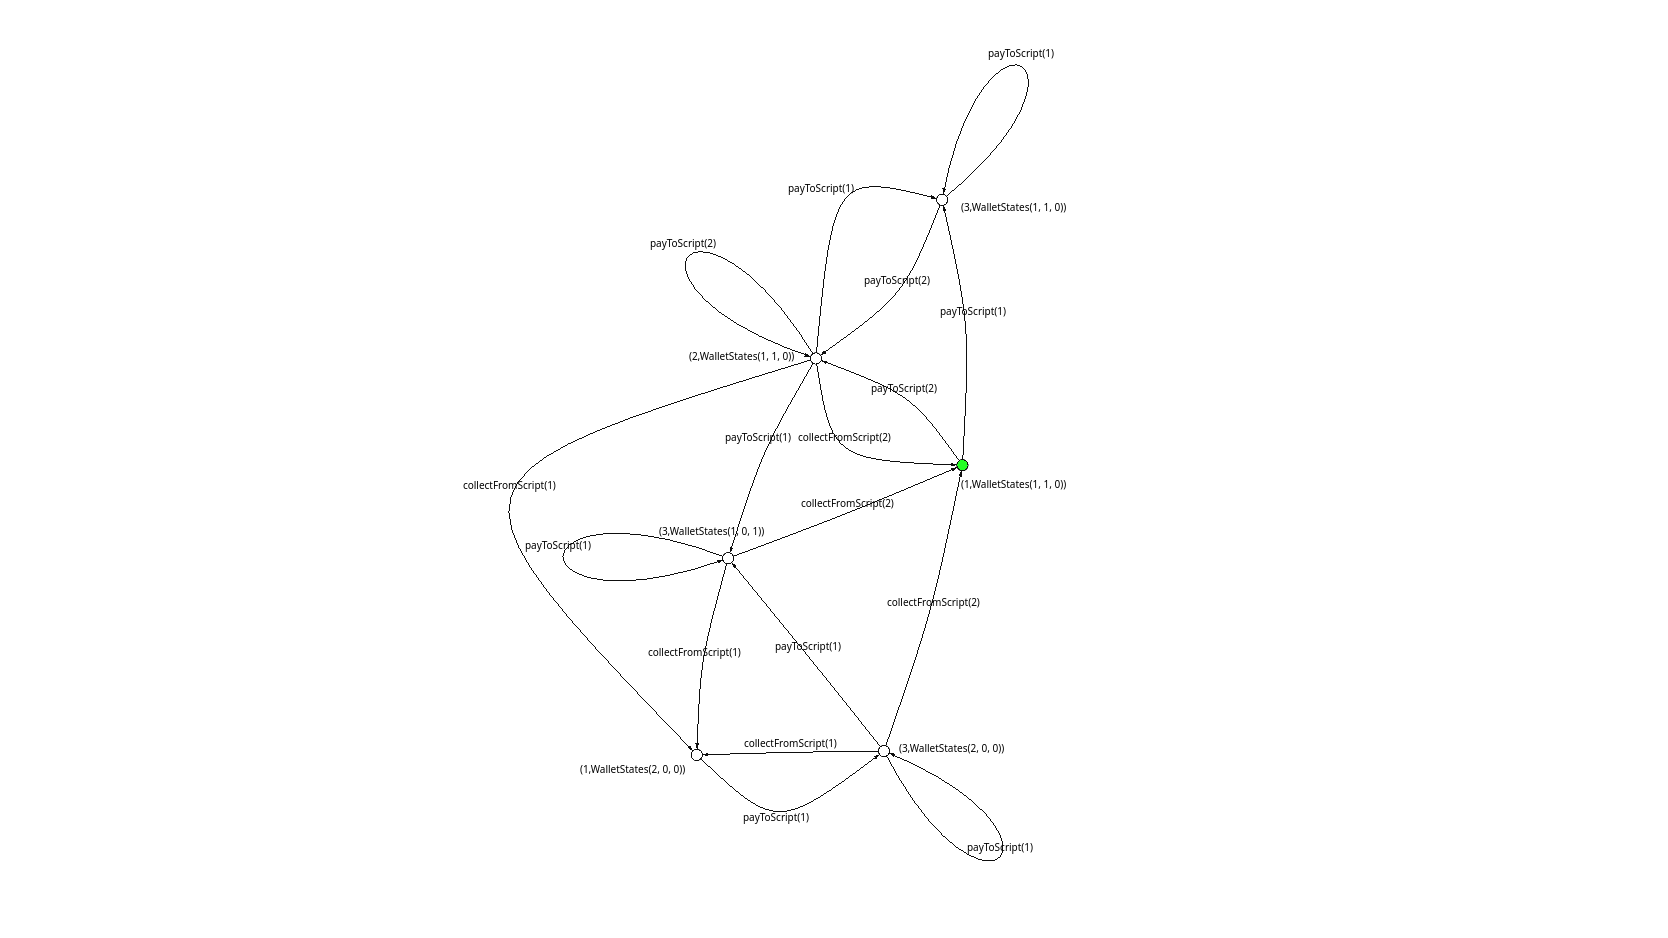 payToScript(1)
payToScript(1)
(3,WalletStates(1, 1, 0))
payToScript(2)
payToScript(2)
payToScript(1)
(2,WalletStates(1, 1, 0))
payToScript(2)
payToScript(1)
collectFromScript(2)
collectFromScript(1)
(1,WalletStates(1, 1, 0))
collectFromScript(2)
(3,WalletStates(1, 0, 1))
payToScript(1)
collectFromScript(2)
collectFromScript(1)
payToScript(1)
collectFromScript(1)
(3,WalletStates(2, 0, 0))
(1,WalletStates(2, 0, 0))
payToScript(1)
payToScript(1)